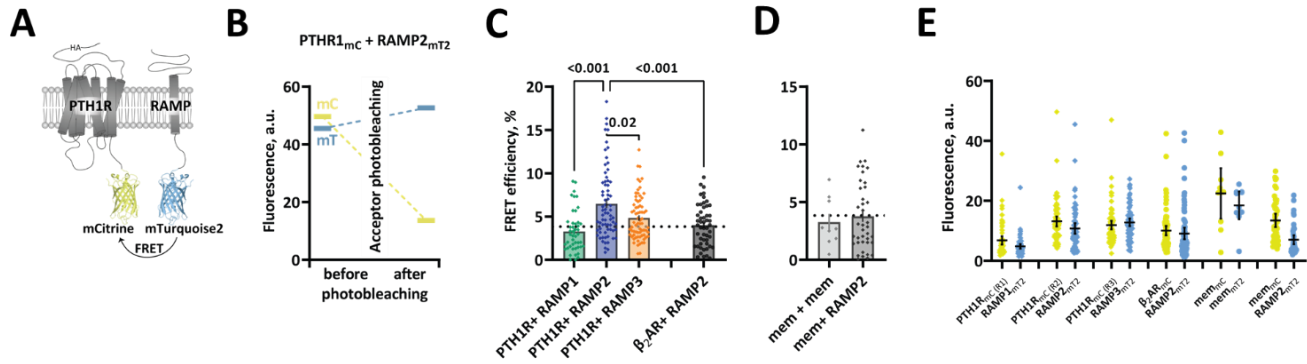 A
HA
PTH1R
RAMP
mCitrine
mTurquoise2
FRET
B
PTHR1mC + RAMP2mT2
Fluorescence, a.u.
60
40
20
0
mC
mT
Acceptor photobleaching
before
after
photobleaching
C
FRET efficiency, %
20
15
10
5
0
<0.001
<0.001
0.02
PTH1R+ RAMP1
PTH1R+ RAMP2
PTH1R+ RAMP3
β2AR+ RAMP2
D
15
10
5
0
mem + mem
mem+ RAMP2
E
Fluorescence, a.u.
60
50
40
30
20
10
0
PTH1RmC (R1)
RAMP1mT2
PTH1RmC (R2)
RAMP2mT2
PTH1RmC (R3)
RAMP3mT2
β2ARmC
RAMP2mT2
memmC
memmT2
memmC
RAMP2mT2